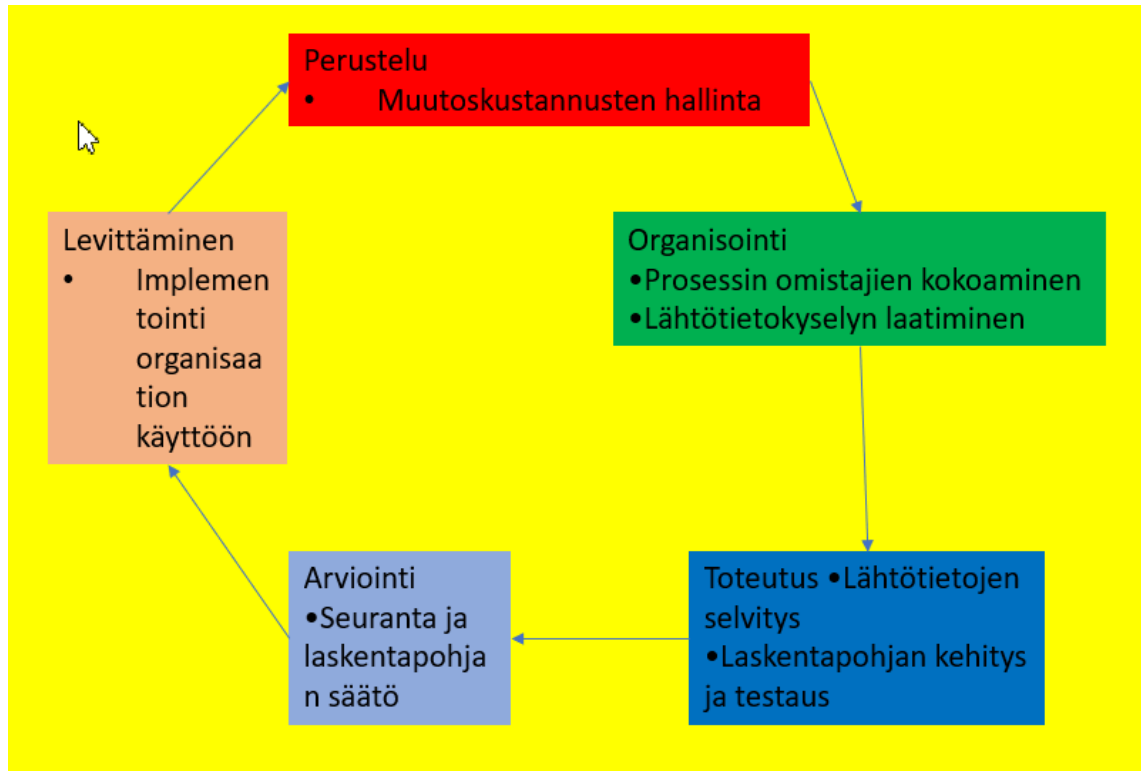 Perustelu
• Muutoskustannusten hallinta
Organisointi
•Prosessin omistajien kokoaminen
•Lähtötietokyselyn laatiminen
Toteutus •Lähtötietojen
selvitys
•Laskentapohjan kehitys
ja testaus
Arviointi
•Seuranta ja
laskentapohja
n säätö
Levittäminen
• Implemen
tointi
organisaa
tion
käyttöön